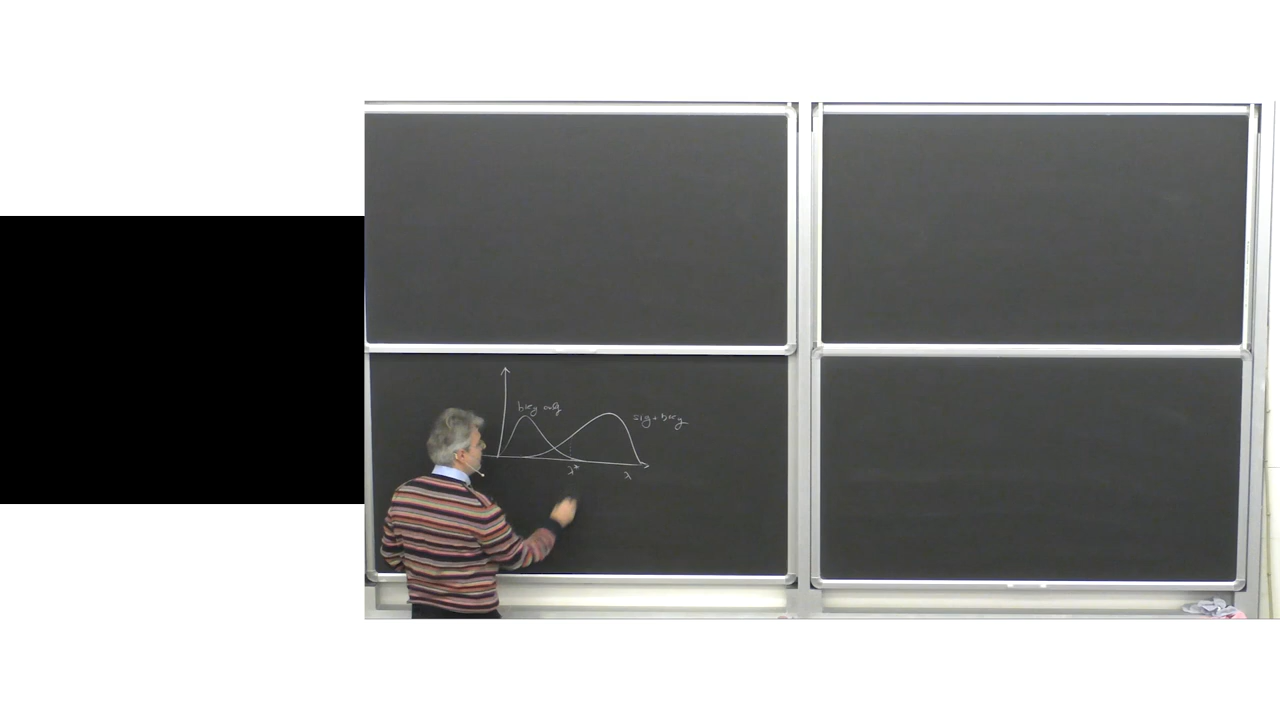 bkg only
sig + bkg
λ*
λ